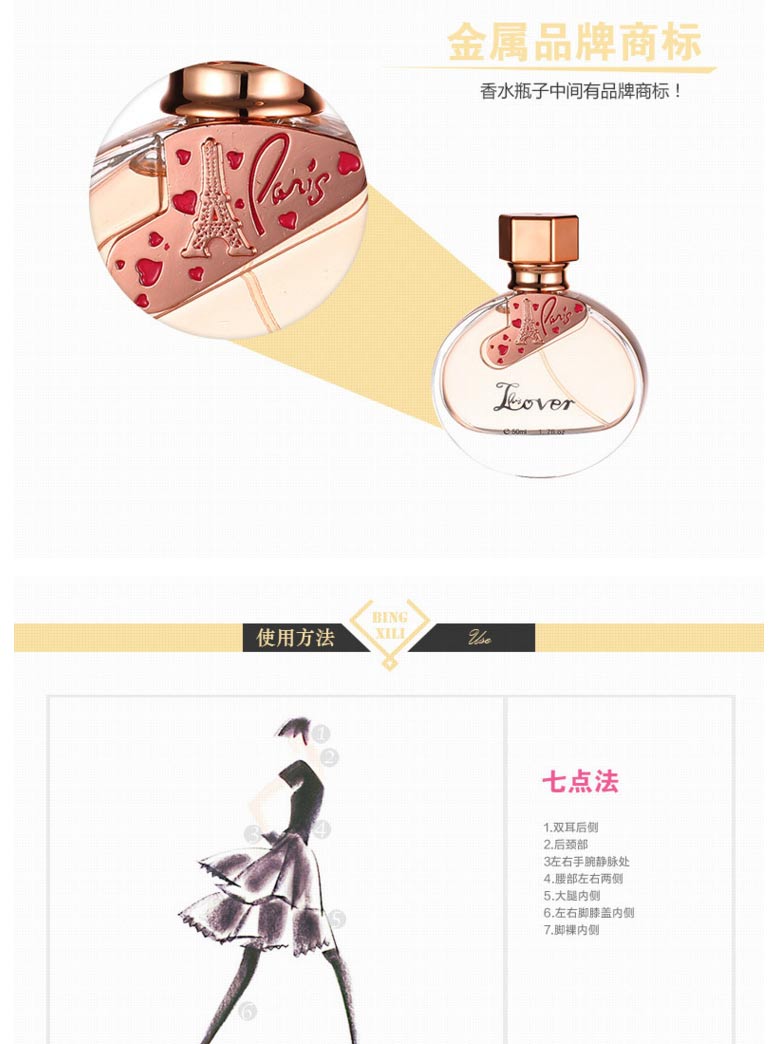 金属品牌商标
香水瓶子中间有品牌商标！
Paris
Paris
Lover
50ml
使用方法
BING
XILI
Use
1
2
3
4
5
6
七点法
1.双耳后侧
2.后颈部
3左右手腕静脉处
4.腰部左右两侧
5.大腿内侧
6.左右脚膝盖内侧
7.脚裸内侧